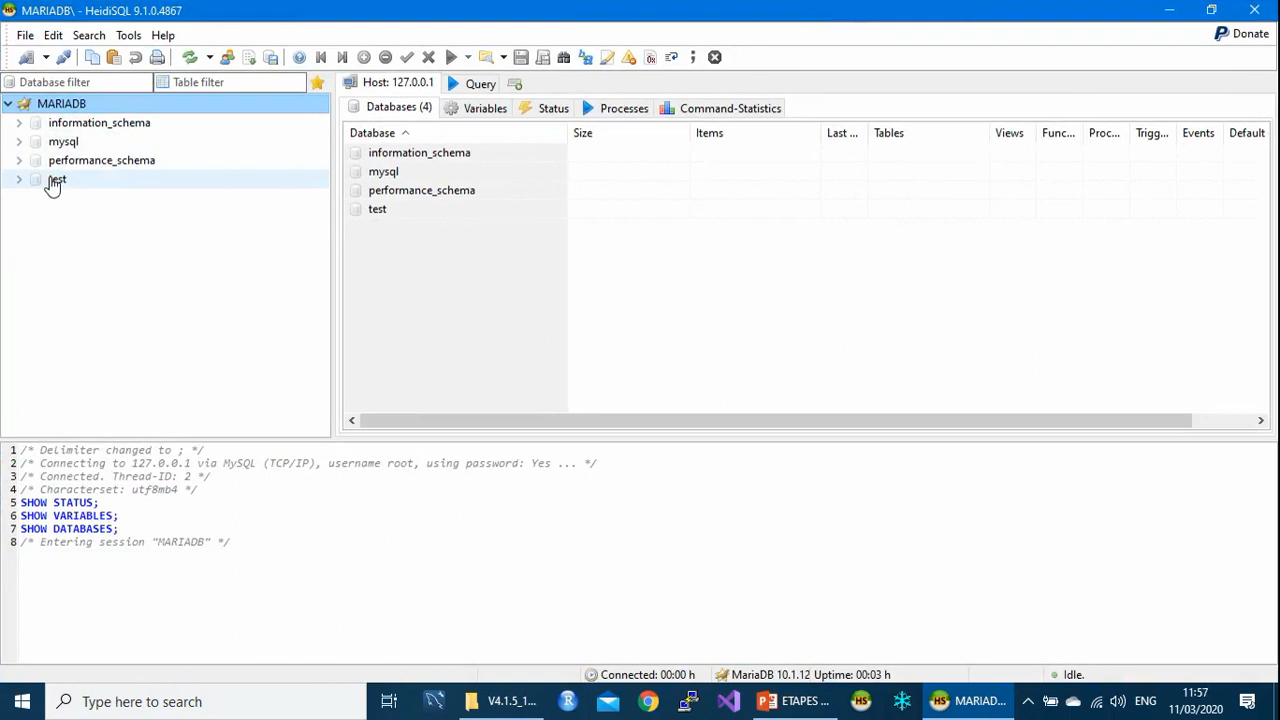 MARIADB\ - HeidiSQL 9.1.0.4867
File Edit Search Tools Help
Donate
Database filter Table filter
Host: 127.0.0.1 Query
MARIADB
information_schema
mysql
performance_schema
test
Databases (4) Variables Status Processes Command-Statistics
Database Size Items Last ... Tables Views Func... Proc... Trigg... Events Default
information_schema
mysql
performance_schema
test
1 /* Delimiter changed to ; */
2 /* Connecting to 127.0.0.1 via MySQL (TCP/IP), username root, using password: Yes ... */
3 /* Connected. Thread-ID: 2 */
4 /* Characterset: utf8mb4 */
5 SHOW STATUS;
6 SHOW VARIABLES;
7 SHOW DATABASES;
8 /* Entering session "MARIADB" */
Connected: 00:00 h MariaDB 10.1.12 Uptime: 00:03 h Idle.
Type here to search
V4.1.5_1...
ETAPES ...
MARIAD...
ENG
11:57
11/03/2020